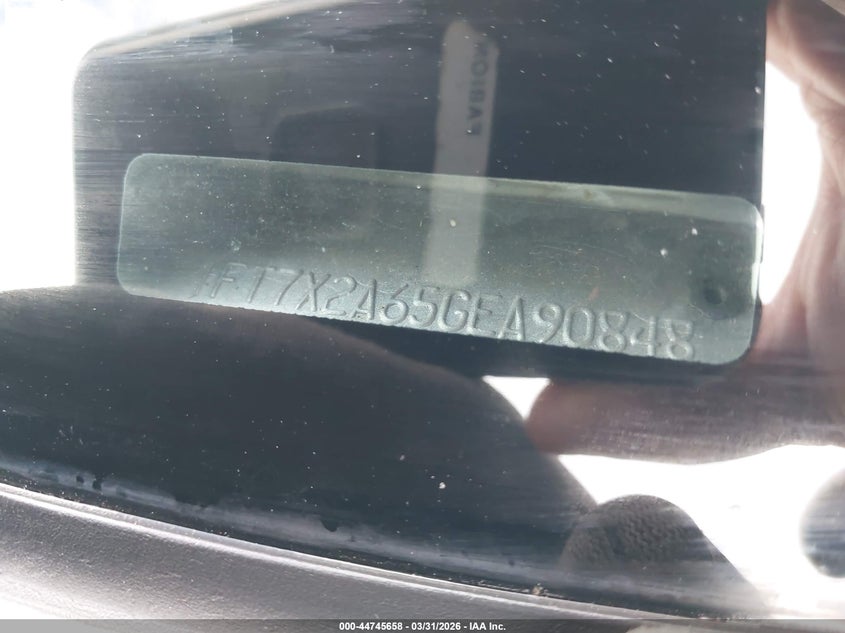 1FT7X2A65GEA90848
000-44745658 - 03/31/2026 - IAA Inc.